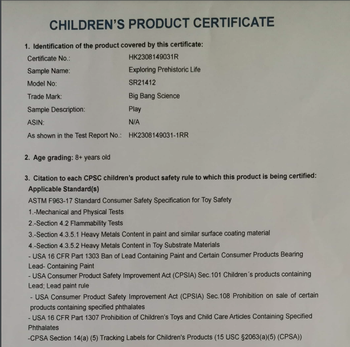 CHILDREN'S PRODUCT CERTIFICATE
1. Identification of the product covered by this certificate:
Certificate No.: HK2308149031R
Sample Name: Exploring Prehistoric Life
Model No: SR21412
Trade Mark: Big Bang Science
Sample Description: Play
ASIN: N/A
As shown in the Test Report No.: HK2308149031-1RR
2. Age grading: 8+ years old
3. Citation to each CPSC children's product safety rule to which this product is being certified:
Applicable Standard(s)
ASTM F963-17 Standard Consumer Safety Specification for Toy Safety
1.-Mechanical and Physical Tests
2.-Section 4.2 Flammability Tests
3.-Section 4.3.5.1 Heavy Metals Content in paint and similar surface coating material
4.-Section 4.3.5.2 Heavy Metals Content in Toy Substrate Materials
- USA 16 CFR Part 1303 Ban of Lead Containing Paint and Certain Consumer Products Bearing
Lead- Containing Paint
- USA Consumer Product Safety Improvement Act (CPSIA) Sec.101 Children`s products containing
Lead; Lead paint rule
- USA Consumer Product Safety Improvement Act (CPSIA) Sec.108 Prohibition on sale of certain
products containing specified phthalates
- USA 16 CFR Part 1307 Prohibition of Children's Toys and Child Care Articles Containing Specified
Phthalates
-CPSA Section 14(a) (5) Tracking Labels for Children's Products (15 USC §2063(a)(5) (CPSA))